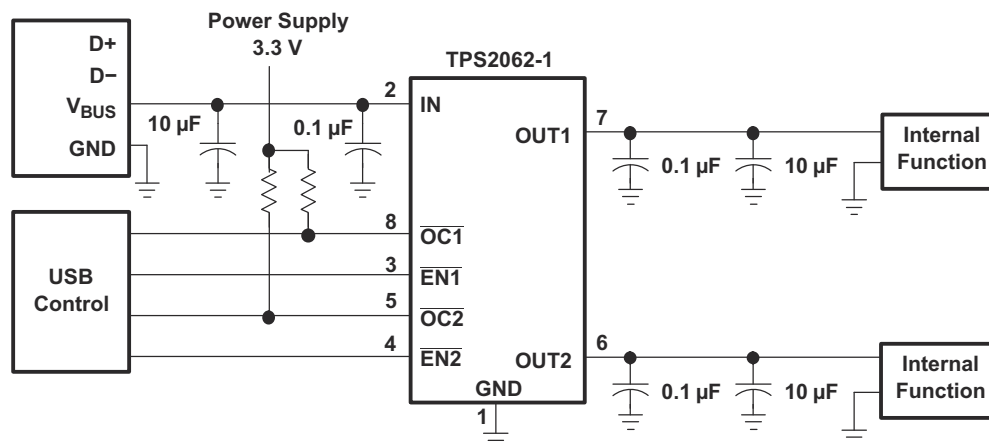 Power Supply
3.3 V
D+
D−
V_BUS
GND
10 µF
0.1 µF
TPS2062-1
2
IN
7
OUT1
0.1 µF
10 µF
Internal
Function
USB
Control
8
OC1
3
EN1
5
OC2
4
EN2
GND
1
6
OUT2
0.1 µF
10 µF
Internal
Function